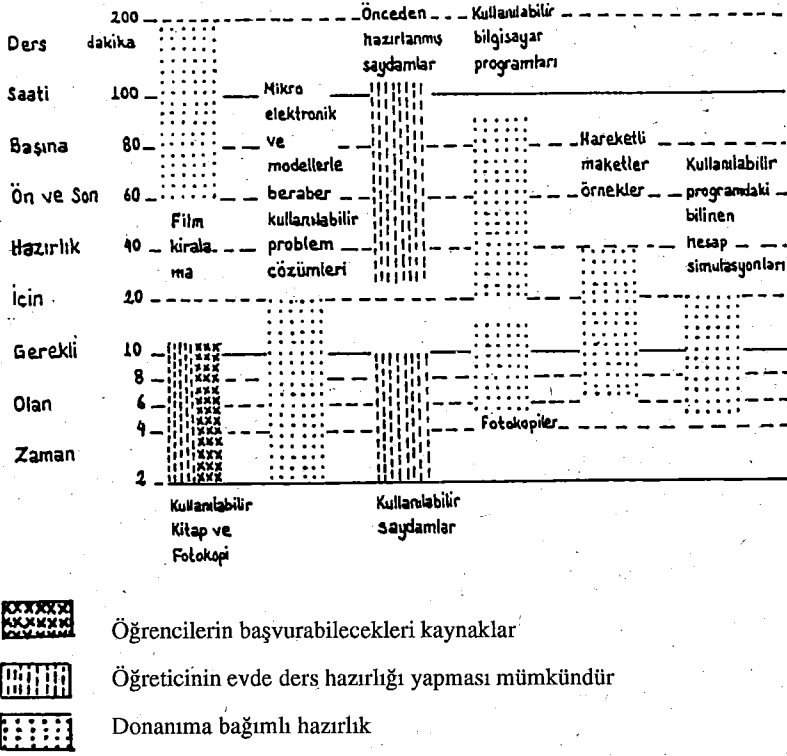 Ders Saati Başına Ön ve Son Hazırlık İçin Gerekli Olan Zaman
dakika
200
100
80
60
40
20
10
8
6
4
2
Film
kirala
ma
Mikro
elektronik
ve
modellerle
beraber
kullanılabilir
problem
çözümleri
Önceden
hazırlanmış
saydamlar
Kullanılabilir
bilgisayar
programları
Hareketli
maketler
örnekler
Kullanılabilir
programdaki
bilinen
hesap
simutasyonları
Fotokopiler
Kullanılabilir
Kitap ve
Fotokopi
Kullanılabilir
saydamlar
Öğrencilerin başvurabilecekleri kaynaklar
Öğreticinin evde ders hazırlığı yapması mümkündür
Donanıma bağımlı hazırlık